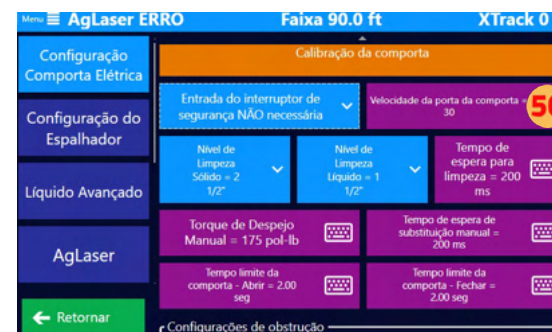 Menu AgLaser ERRO Faixa 90.0 ft XTrack 0
Configuração
Comporta Elétrica
Configuração do
Espalhador
Líquido Avançado
AgLaser
Retornar
Calibração da comporta
Entrada do interruptor de
segurança NÃO necessária
Velocidade da porta da comporta =
30
50
Nível de
Limpeza
Sólido = 2
1/2"
Nível de
Limpeza
Líquido = 1
1/2"
Tempo de
espera para
limpeza = 200
ms
Torque de Despejo
Manual = 175 pol-lb
Tempo de espera de
substituição manual =
200 ms
Tempo limite da
comporta - Abrir = 2.00
seg
Tempo limite da
comporta - Fechar =
2.00 seg
Configurações de obstrução